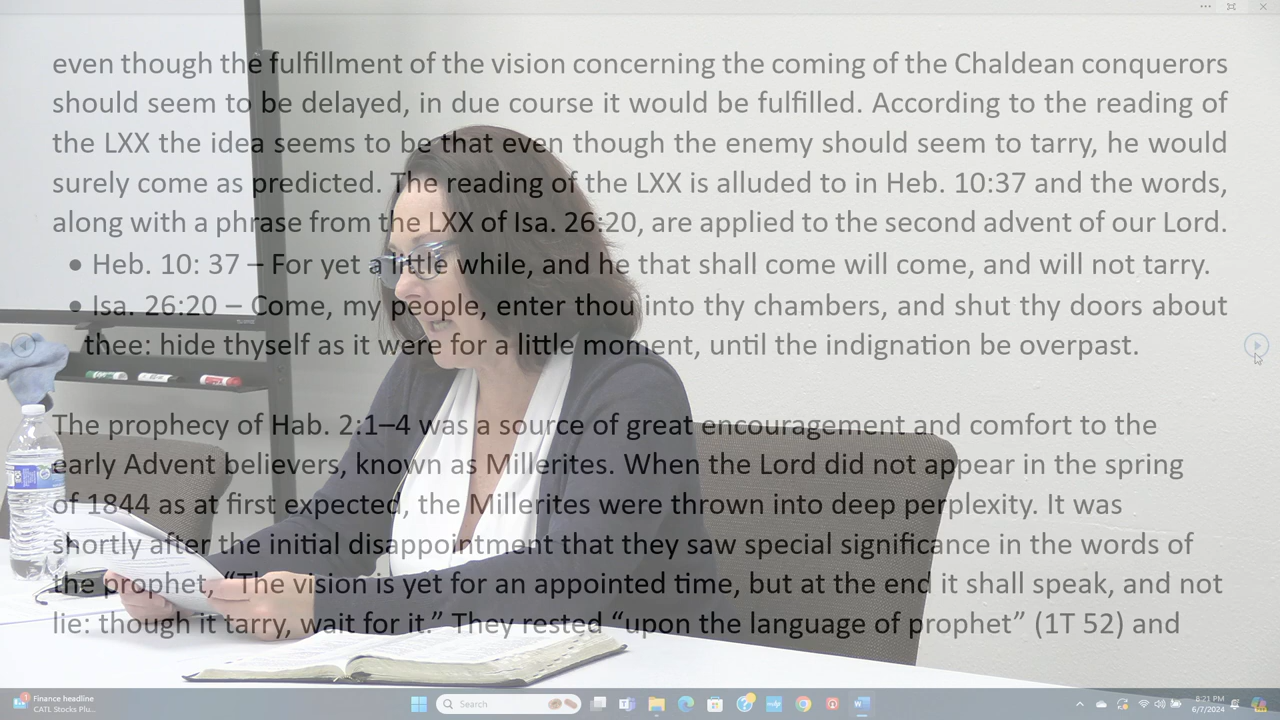 even though the fulfillment of the vision concerning the coming of the Chaldean conquerors
should seem to be delayed, in due course it would be fulfilled. According to the reading of
the LXX the idea seems to be that even though the enemy should seem to tarry, he would
surely come as predicted. The reading of the LXX is alluded to in Heb. 10:37 and the words,
along with a phrase from the LXX of Isa. 26:20, are applied to the second advent of our Lord.
• Heb. 10: 37 – For yet a little while, and he that shall come will come, and will not tarry.
• Isa. 26:20 – Come, my people, enter thou into thy chambers, and shut thy doors about
thee: hide thyself as it were for a little moment, until the indignation be overpast.
The prophecy of Hab. 2:1–4 was a source of great encouragement and comfort to the
early Advent believers, known as Millerites. When the Lord did not appear in the spring
of 1844 as at first expected, the Millerites were thrown into deep perplexity. It was
shortly after the initial disappointment that they saw special significance in the words of
the prophet, “The vision is yet for an appointed time, but at the end it shall speak, and not
lie: though it tarry, wait for it.” They rested “upon the language of prophet” (1T 52) and
Finance headline
CATL Stocks Plu...
Search
8:21 PM
6/7/2024